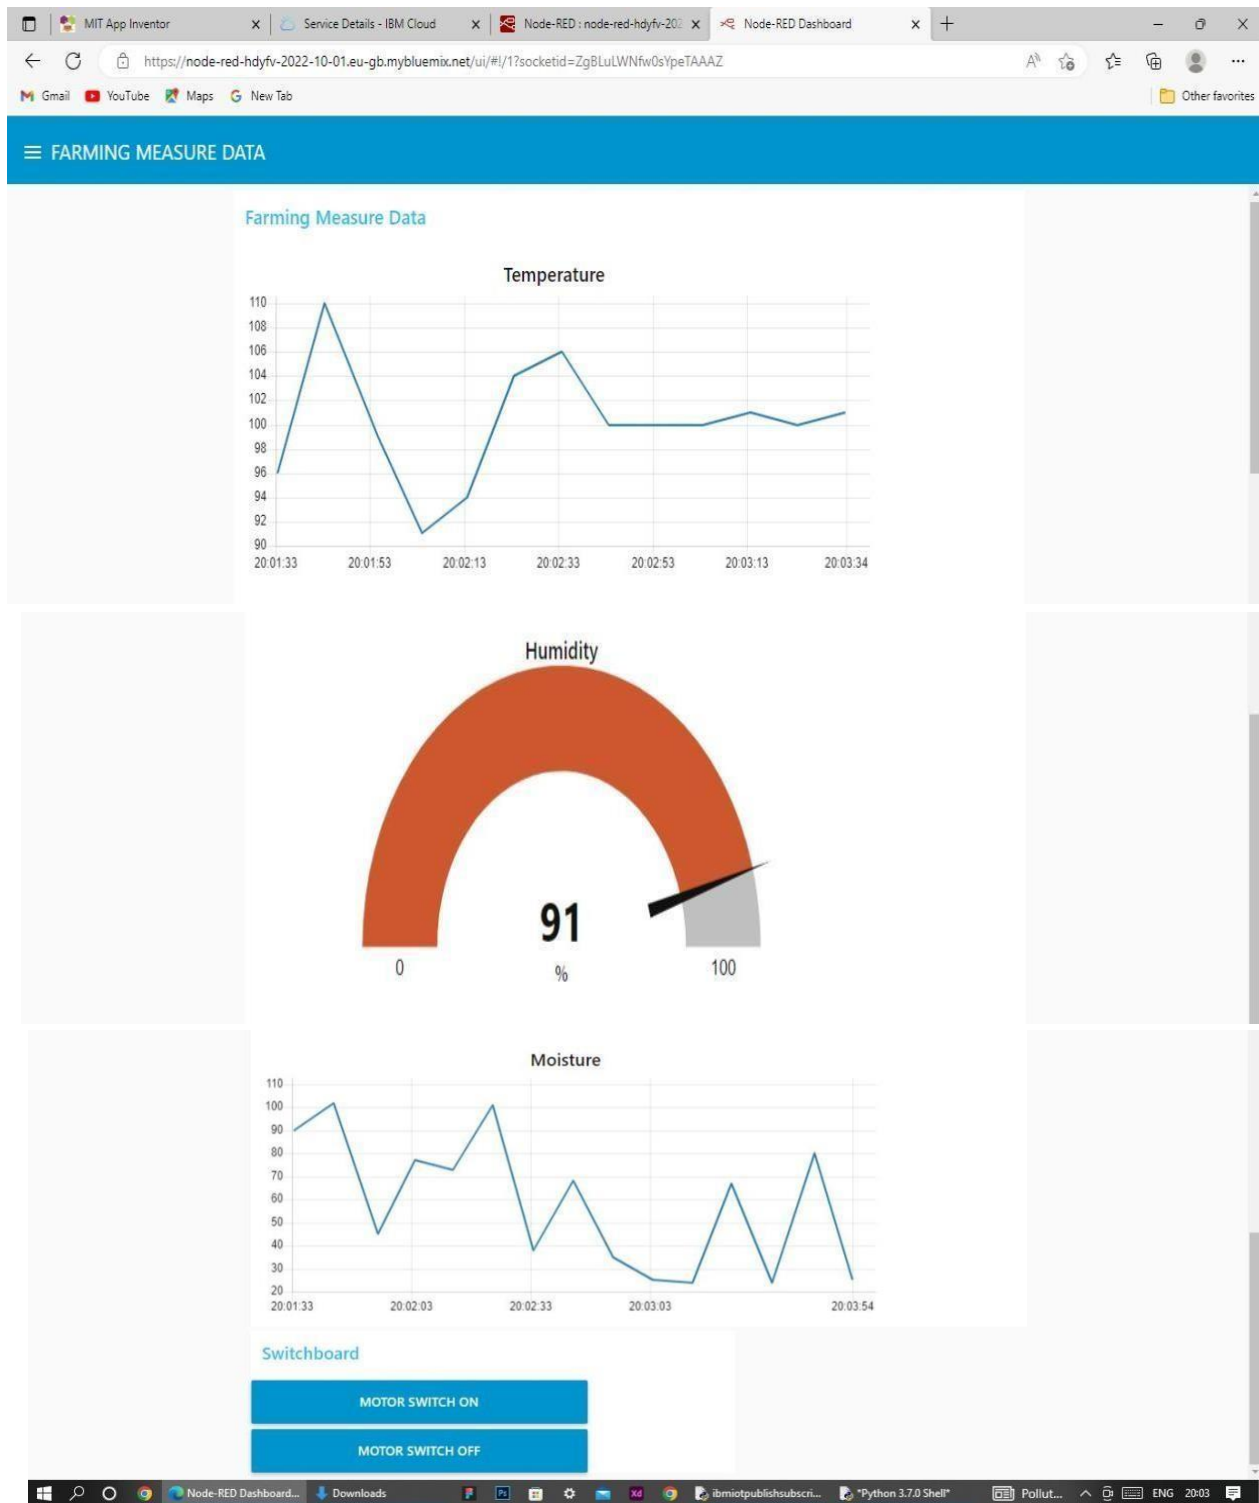 MIT App Inventor
Service Details - IBM Cloud
Node-RED : node-red-hdyfv-202
Node-RED Dashboard
https://node-red-hdyfv-2022-10-01.eu-gb.mybluemix.net/ui/#!/1?socketid=ZgBLuLWNfw0sYpeTAAAZ
Gmail YouTube Maps New Tab Other favorites
FARMING MEASURE DATA
Farming Measure Data
Temperature
110
108
106
104
102
100
98
96
94
92
90
20:01:33 20:01:53 20:02:13 20:02:33 20:02:53 20:03:13 20:03:34
Humidity
91
0 % 100
Moisture
110
100
90
80
70
60
50
40
30
20
20:01:33 20:02:03 20:02:33 20:03:03 20:03:54
Switchboard
MOTOR SWITCH ON
MOTOR SWITCH OFF
Node-RED Dashboard... Downloads Ps Xd ibmiotpublishsubscri... *Python 3.7.0 Shell* Pollut... ENG 20:03